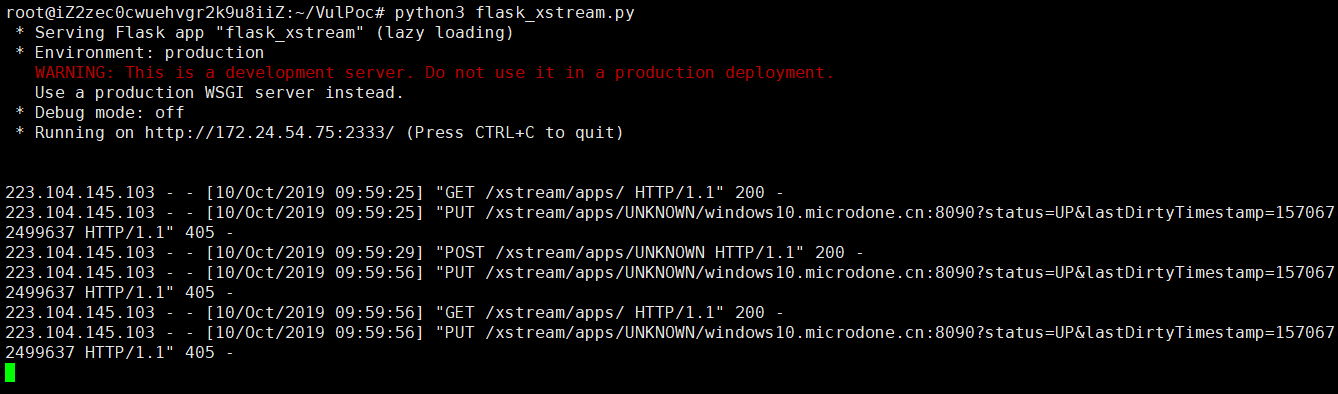 root@iZ2zec0cwuehvgr2k9u8iiZ:~/VulPoc# python3 flask_xstream.py
 * Serving Flask app "flask_xstream" (lazy loading)
 * Environment: production
   WARNING: This is a development server. Do not use it in a production deployment.
   Use a production WSGI server instead.
 * Debug mode: off
 * Running on http://172.24.54.75:2333/ (Press CTRL+C to quit)
223.104.145.103 - - [10/Oct/2019 09:59:25] "GET /xstream/apps/ HTTP/1.1" 200 -
223.104.145.103 - - [10/Oct/2019 09:59:25] "PUT /xstream/apps/UNKNOWN/windows10.microdone.cn:8090?status=UP&lastDirtyTimestamp=157067
2499637 HTTP/1.1" 405 -
223.104.145.103 - - [10/Oct/2019 09:59:29] "POST /xstream/apps/UNKNOWN HTTP/1.1" 200 -
223.104.145.103 - - [10/Oct/2019 09:59:56] "PUT /xstream/apps/UNKNOWN/windows10.microdone.cn:8090?status=UP&lastDirtyTimestamp=157067
2499637 HTTP/1.1" 405 -
223.104.145.103 - - [10/Oct/2019 09:59:56] "GET /xstream/apps/ HTTP/1.1" 200 -
223.104.145.103 - - [10/Oct/2019 09:59:56] "PUT /xstream/apps/UNKNOWN/windows10.microdone.cn:8090?status=UP&lastDirtyTimestamp=157067
2499637 HTTP/1.1" 405 -